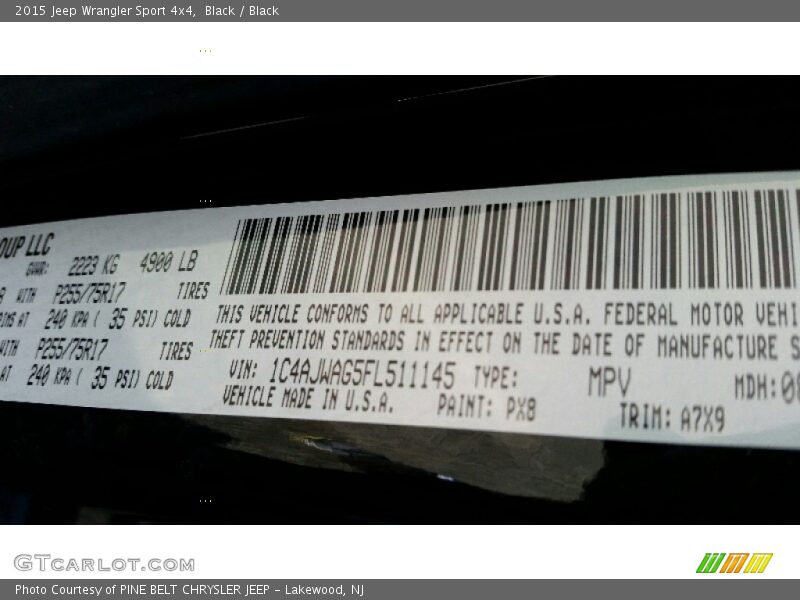 2015 Jeep Wrangler Sport 4x4,  Black / Black
OUP LLC
GVWR: 2223 KG 4900 LB
WITH P255/75R17 TIRES
RIMS AT 240 KPA ( 35 PSI) COLD
WITH P255/75R17 TIRES
AT 240 KPA ( 35 PSI) COLD
THIS VEHICLE CONFORMS TO ALL APPLICABLE U.S.A. FEDERAL MOTOR VEHI
THEFT PREVENTION STANDARDS IN EFFECT ON THE DATE OF MANUFACTURE S
VIN: 1C4AJWAG5FL511145 TYPE: MPV MDH:
VEHICLE MADE IN U.S.A. PAINT: PX8 TRIM: A7X9
GTCarLot.com
Photo Courtesy of PINE BELT CHRYSLER JEEP - Lakewood, NJ